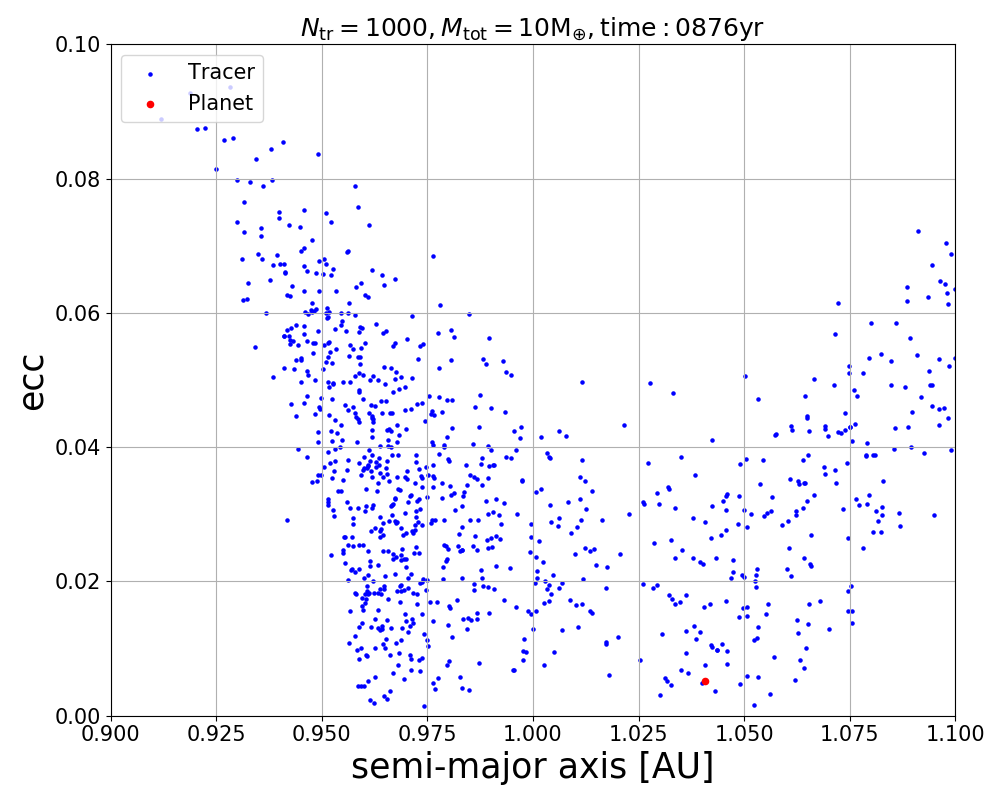 N_tr = 1000, M_tot = 10M_⊕, time : 0876yr
Tracer
Planet
ecc
0.10
0.08
0.06
0.04
0.02
0.00
0.900 0.925 0.950 0.975 1.000 1.025 1.050 1.075 1.100
semi-major axis [AU]